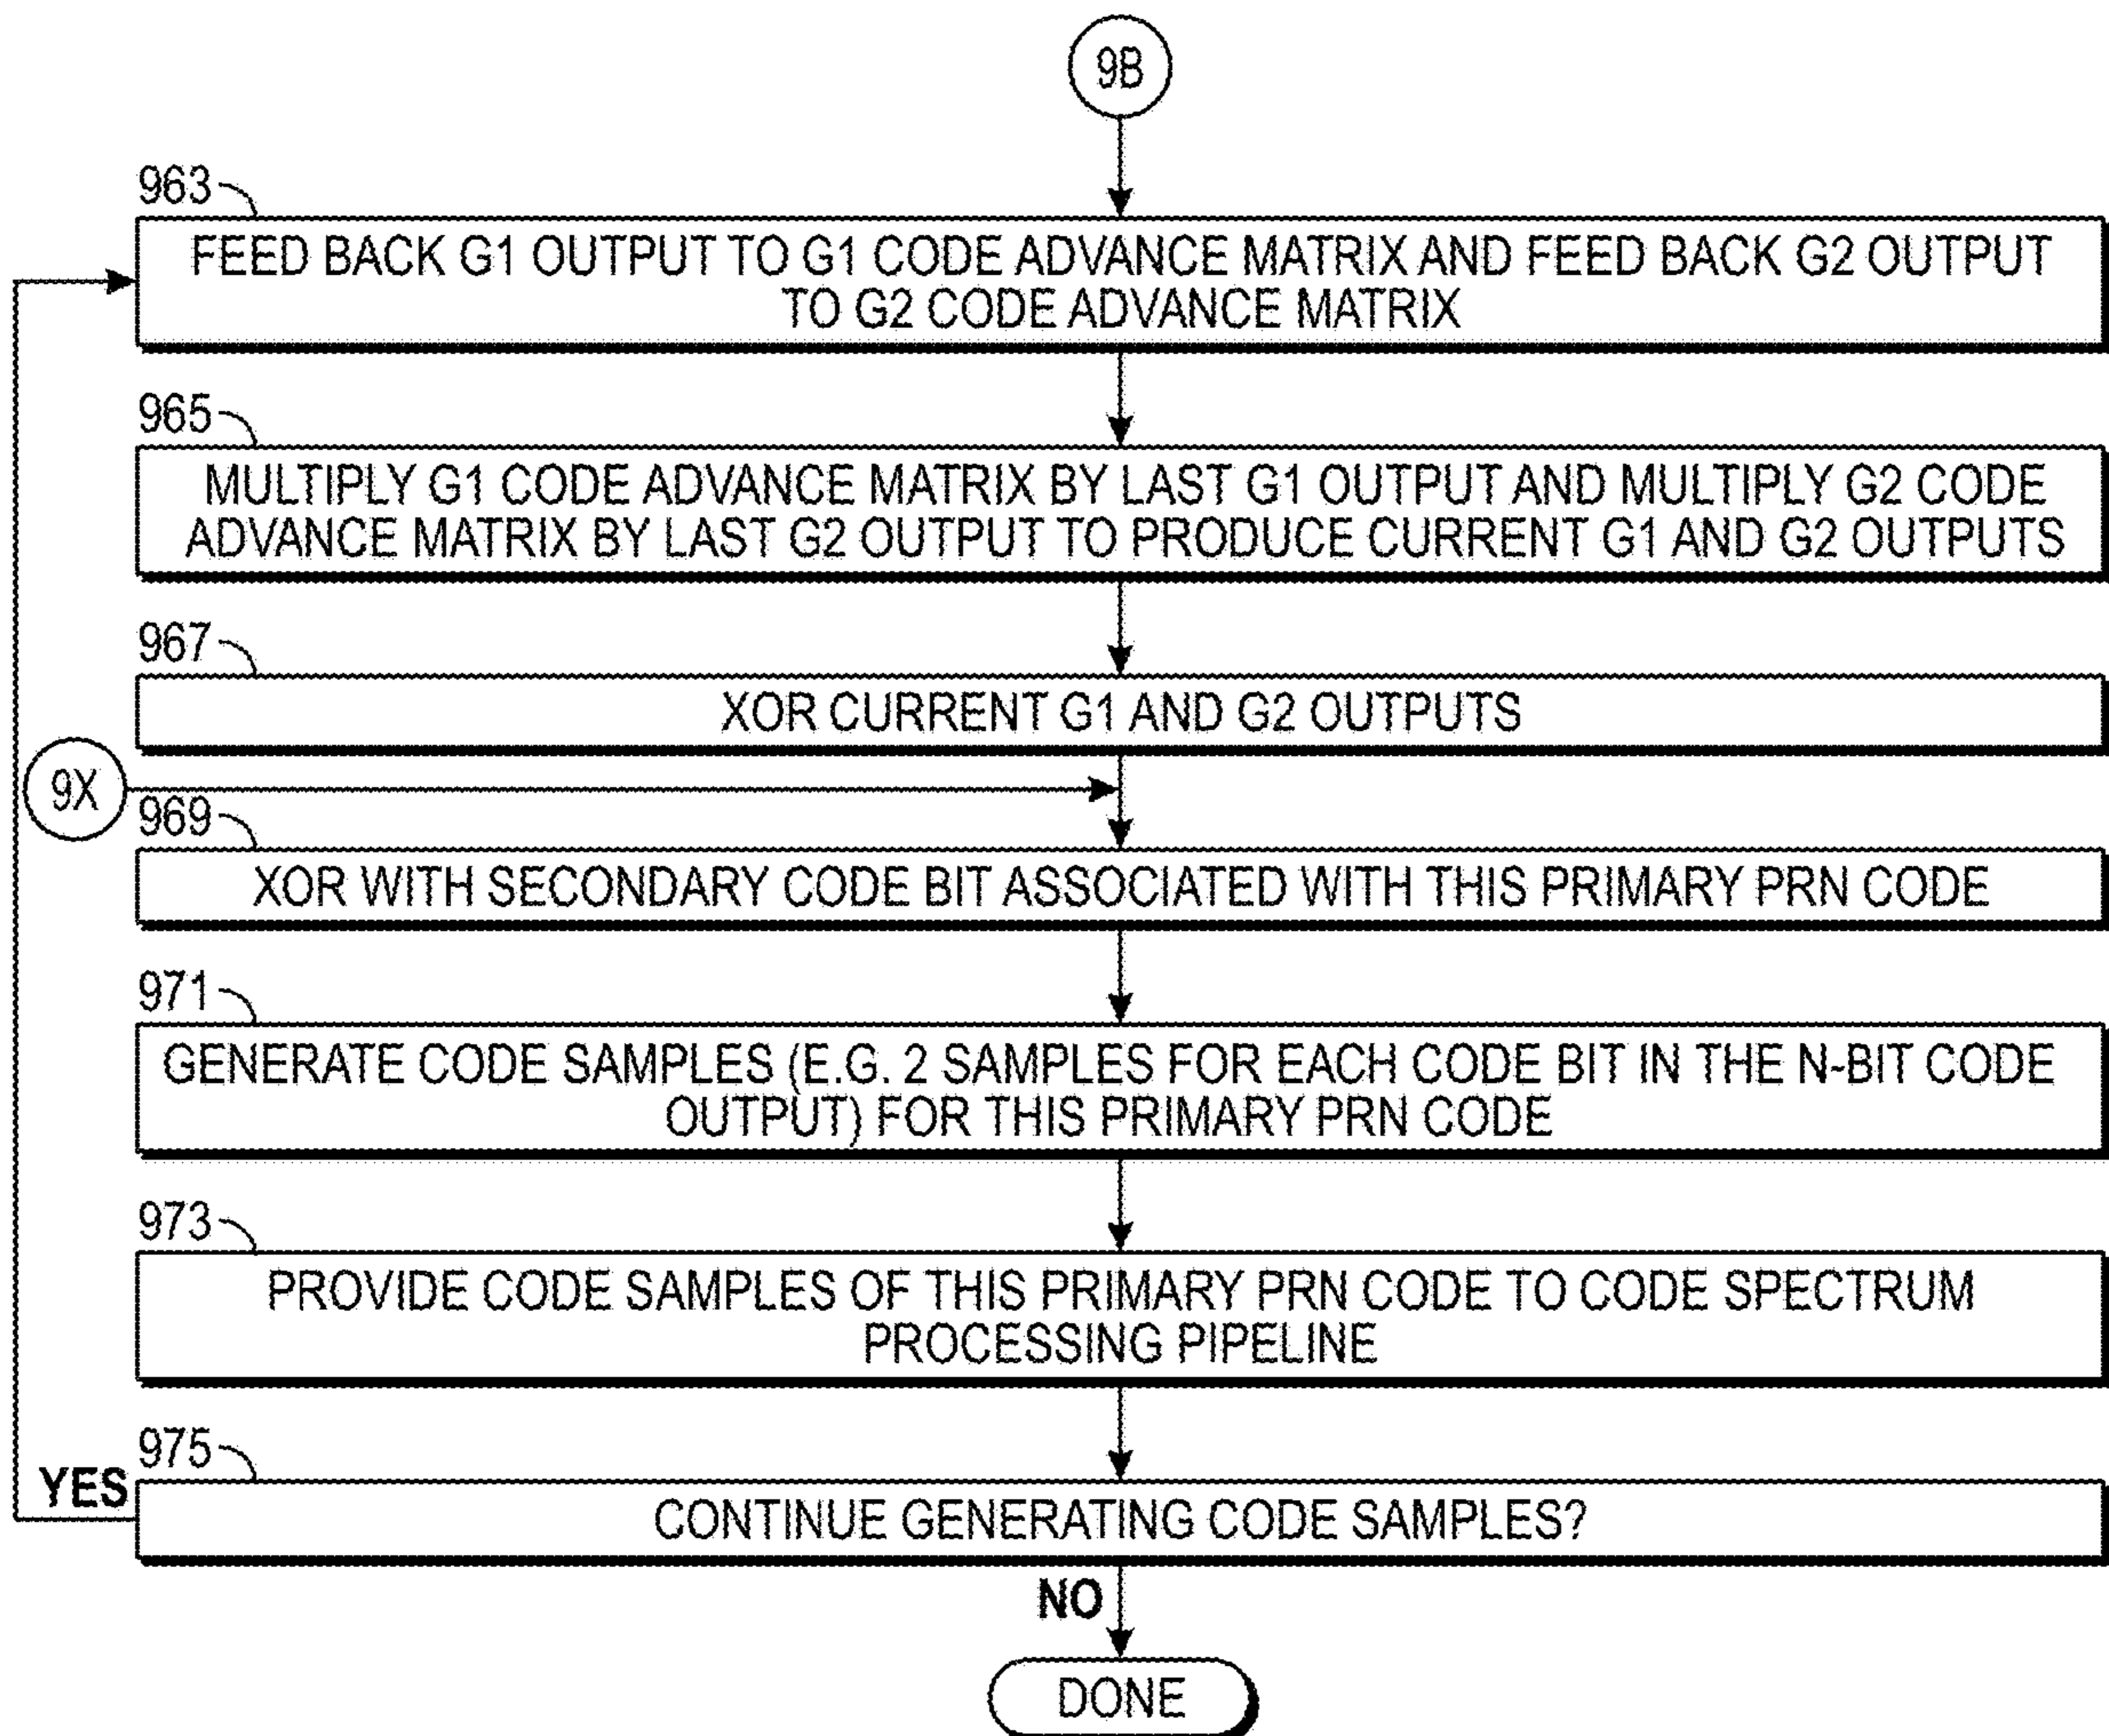 9B
963
FEED BACK G1 OUTPUT TO G1 CODE ADVANCE MATRIX AND FEED BACK G2 OUTPUT
TO G2 CODE ADVANCE MATRIX
965
MULTIPLY G1 CODE ADVANCE MATRIX BY LAST G1 OUTPUT AND MULTIPLY G2 CODE
ADVANCE MATRIX BY LAST G2 OUTPUT TO PRODUCE CURRENT G1 AND G2 OUTPUTS
967
XOR CURRENT G1 AND G2 OUTPUTS
9X
969
XOR WITH SECONDARY CODE BIT ASSOCIATED WITH THIS PRIMARY PRN CODE
971
GENERATE CODE SAMPLES (E.G. 2 SAMPLES FOR EACH CODE BIT IN THE N-BIT CODE
OUTPUT) FOR THIS PRIMARY PRN CODE
973
PROVIDE CODE SAMPLES OF THIS PRIMARY PRN CODE TO CODE SPECTRUM
PROCESSING PIPELINE
975
YES
CONTINUE GENERATING CODE SAMPLES?
NO
DONE